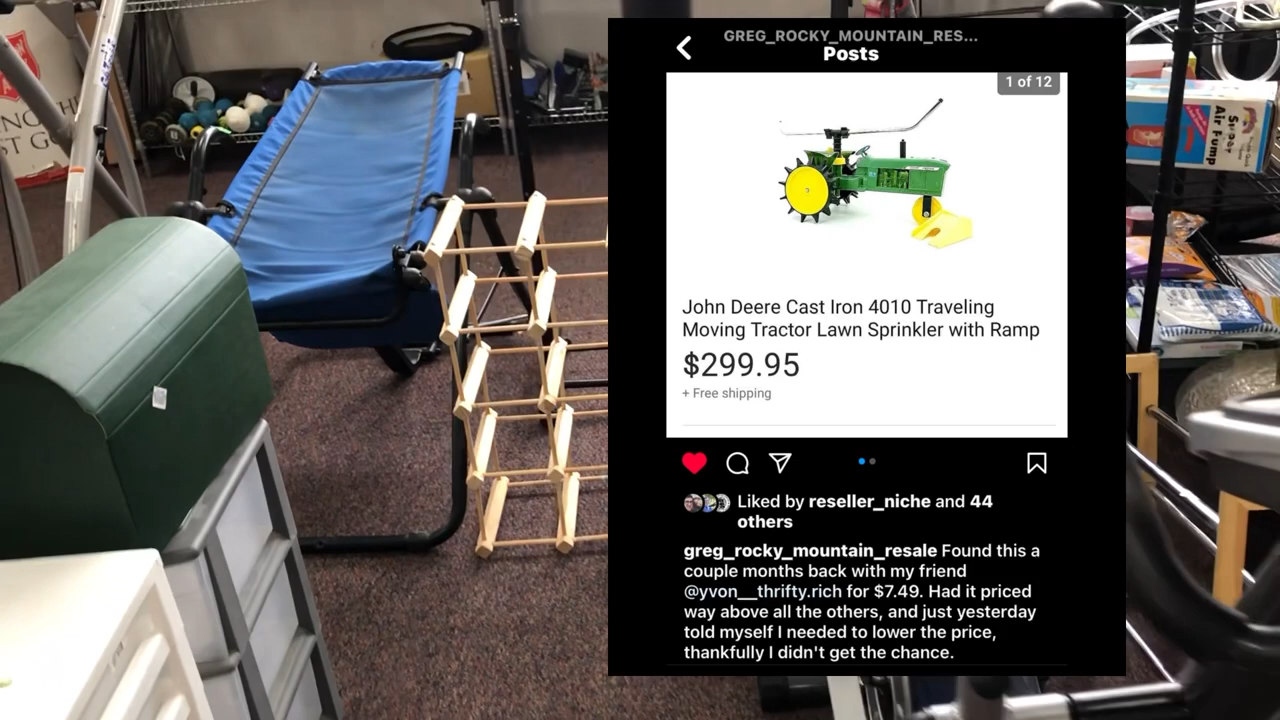 GREG_ROCKY_MOUNTAIN_RES...
Posts
1 of 12
John Deere Cast Iron 4010 Traveling
Moving Tractor Lawn Sprinkler with Ramp
$299.95
+ Free shipping
Liked by reseller_niche and 44
others
greg_rocky_mountain_resale Found this a
couple months back with my friend
@yvon__thrifty.rich for $7.49. Had it priced
way above all the others, and just yesterday
told myself I needed to lower the price,
thankfully I didn't get the chance.
Super
Air Pump